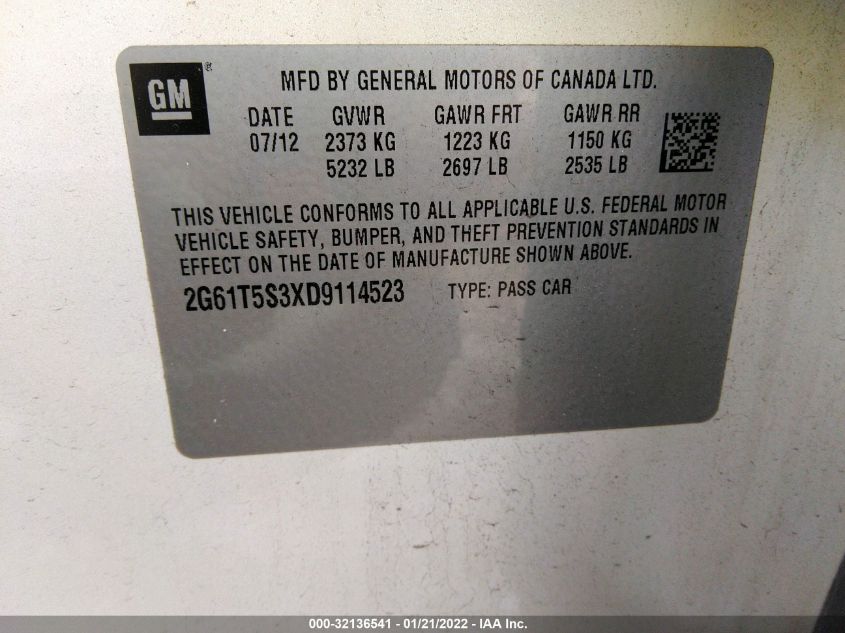 GM ®
MFD BY GENERAL MOTORS OF CANADA LTD.
DATE GVWR GAWR FRT GAWR RR
07/12 2373 KG 1223 KG 1150 KG
5232 LB 2697 LB 2535 LB
THIS VEHICLE CONFORMS TO ALL APPLICABLE U.S. FEDERAL MOTOR
VEHICLE SAFETY, BUMPER, AND THEFT PREVENTION STANDARDS IN
EFFECT ON THE DATE OF MANUFACTURE SHOWN ABOVE.
2G61T5S3XD9114523 TYPE: PASS CAR
000-32136541 - 01/21/2022 - IAA Inc.